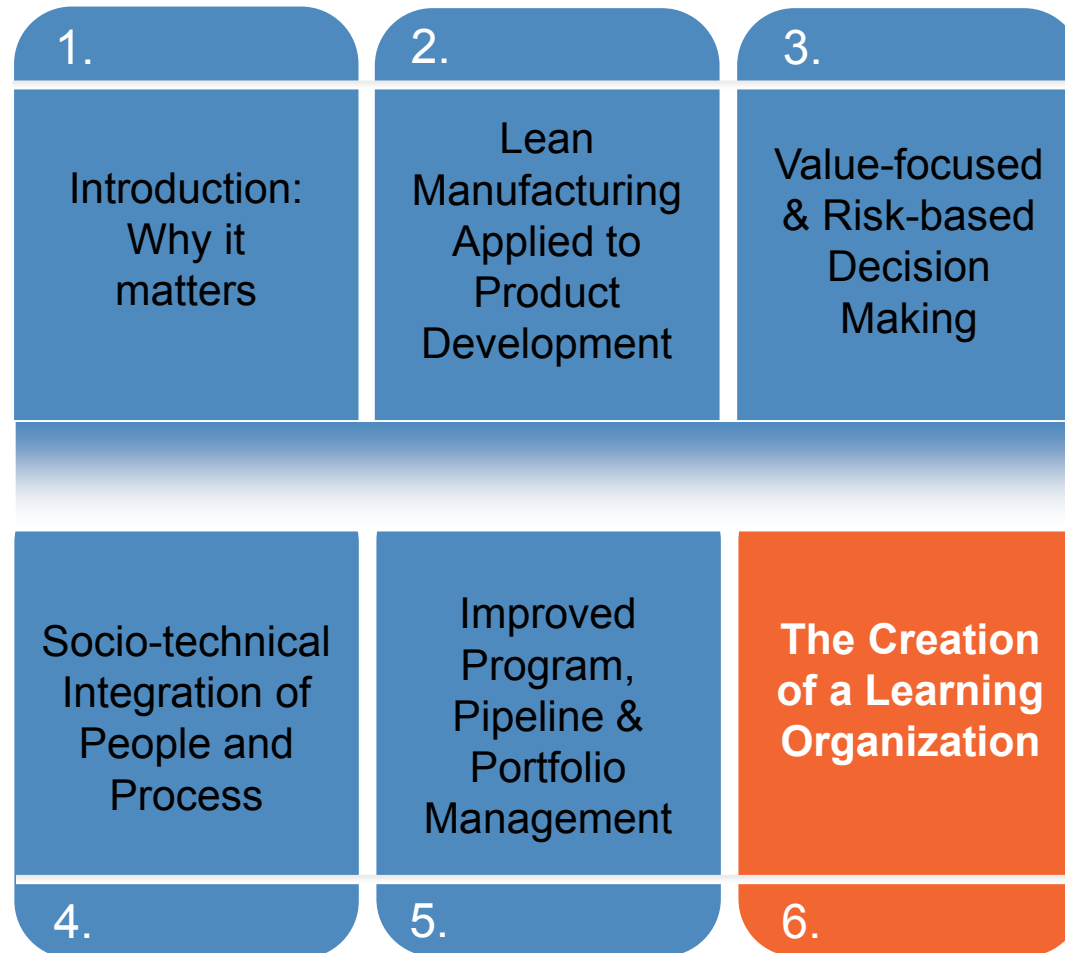 1.
Introduction:
Why it
matters
2.
Lean
Manufacturing
Applied to
Product
Development
3.
Value-focused
& Risk-based
Decision
Making
Socio-technical
Integration of
People and
Process
4.
Improved
Program,
Pipeline &
Portfolio
Management
5.
The Creation
of a Learning
Organization
6.